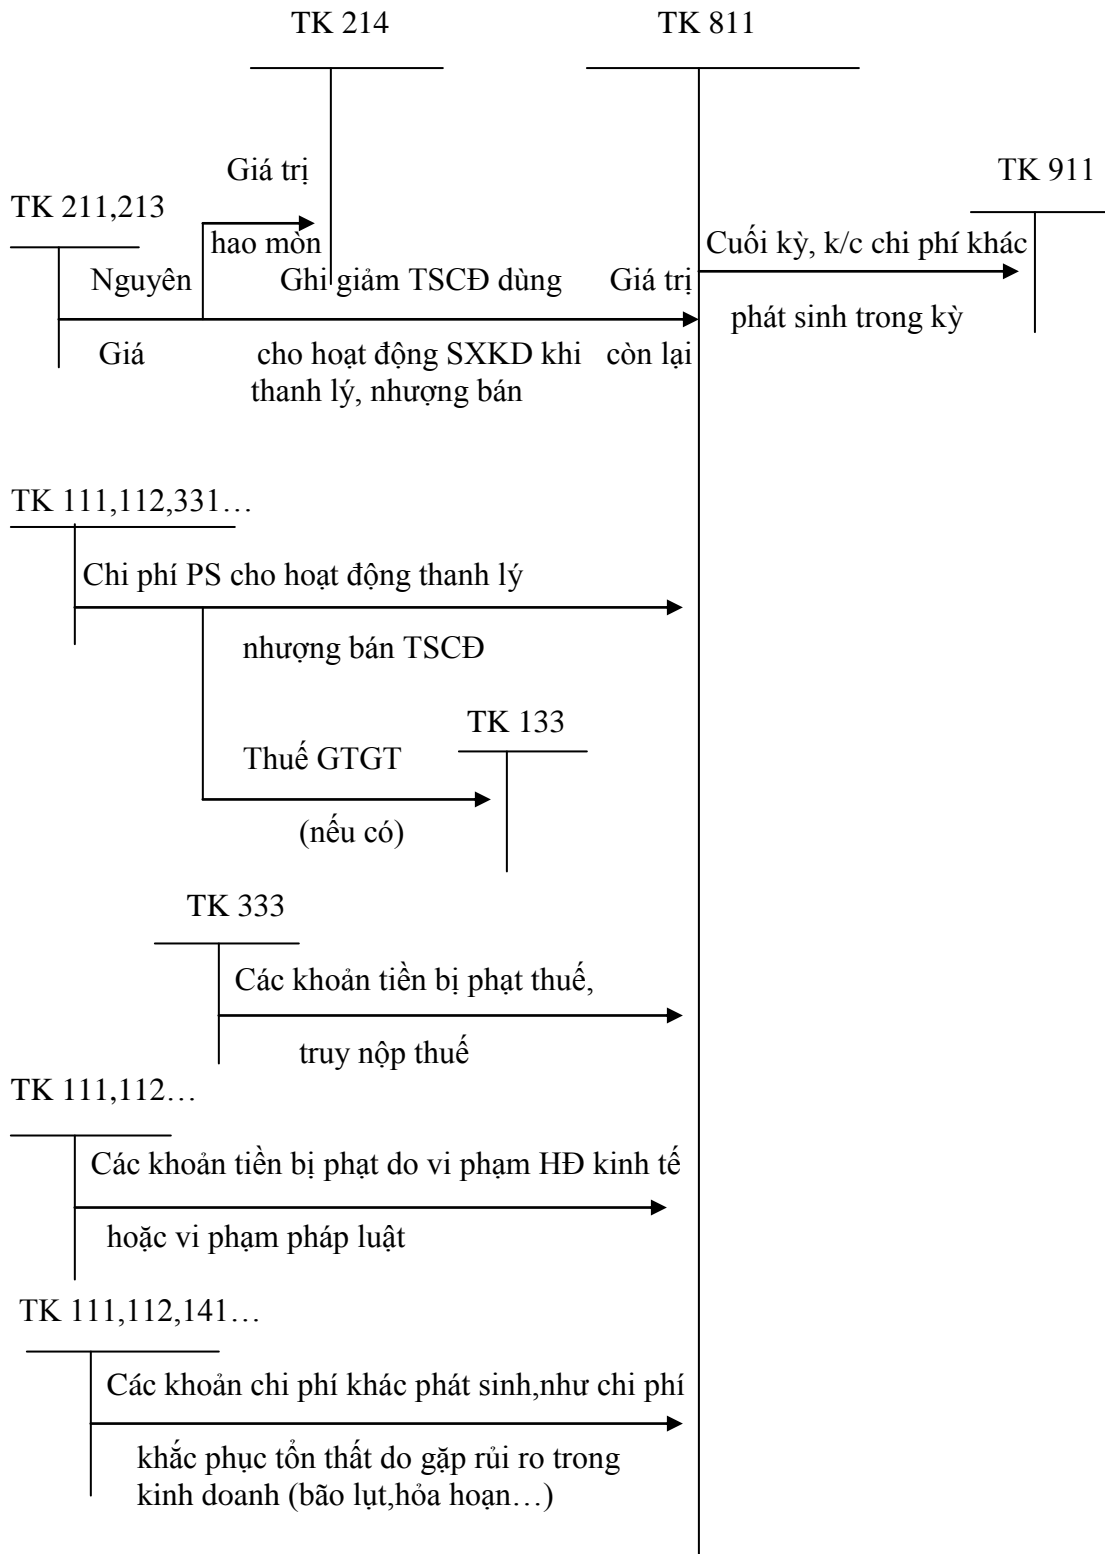 TK 214
TK 811
Giá trị
TK 911
TK 211,213
hao mòn
Cuối kỳ, k/c chi phí khác
Nguyên
Ghi giảm TSCĐ dùng
Giá trị
phát sinh trong kỳ
Giá
cho hoạt động SXKD khi
còn lại
thanh lý, nhượng bán
TK 111,112,331…
Chi phí PS cho hoạt động thanh lý
nhượng bán TSCĐ
TK 133
Thuế GTGT
(nếu có)
TK 333
Các khoản tiền bị phạt thuế,
truy nộp thuế
TK 111,112…
Các khoản tiền bị phạt do vi phạm HĐ kinh tế
hoặc vi phạm pháp luật
TK 111,112,141…
Các khoản chi phí khác phát sinh,như chi phí
khắc phục tổn thất do gặp rủi ro trong
kinh doanh (bão lụt,hỏa hoạn…)